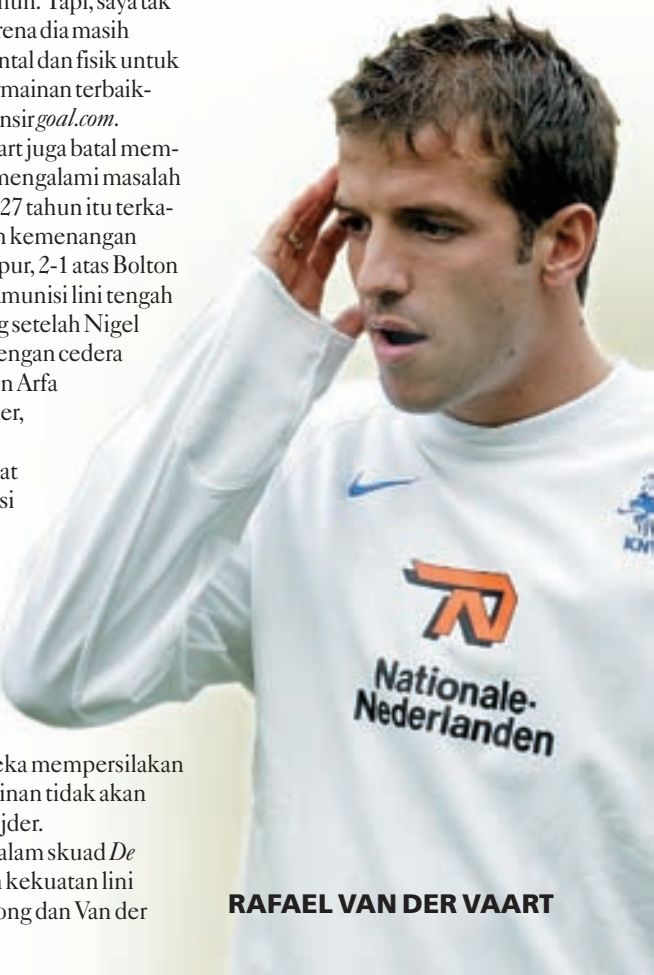 Tapi, saya tak
rena dia masih
ntal dan fisik untuk
rmainan terbaik-
nsir goal.com.
art juga batal mem-
mengalami masalah
27 tahun itu terka-
n kemenangan
pur, 2-1 atas Bolton
munisi lini tengah
g setelah Nigel
engan cedera
n Arfa
er,
at
si
eka mempersilakan
inan tidak akan
jder.
alam skuad De
n kekuatan lini
ong dan Van der
Nationale-
Nederlanden
RAFAEL VAN DER VAART